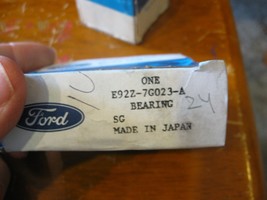 ONE
E92Z-7G023-A
BEARING
SG
MADE IN JAPAN
Ford
24